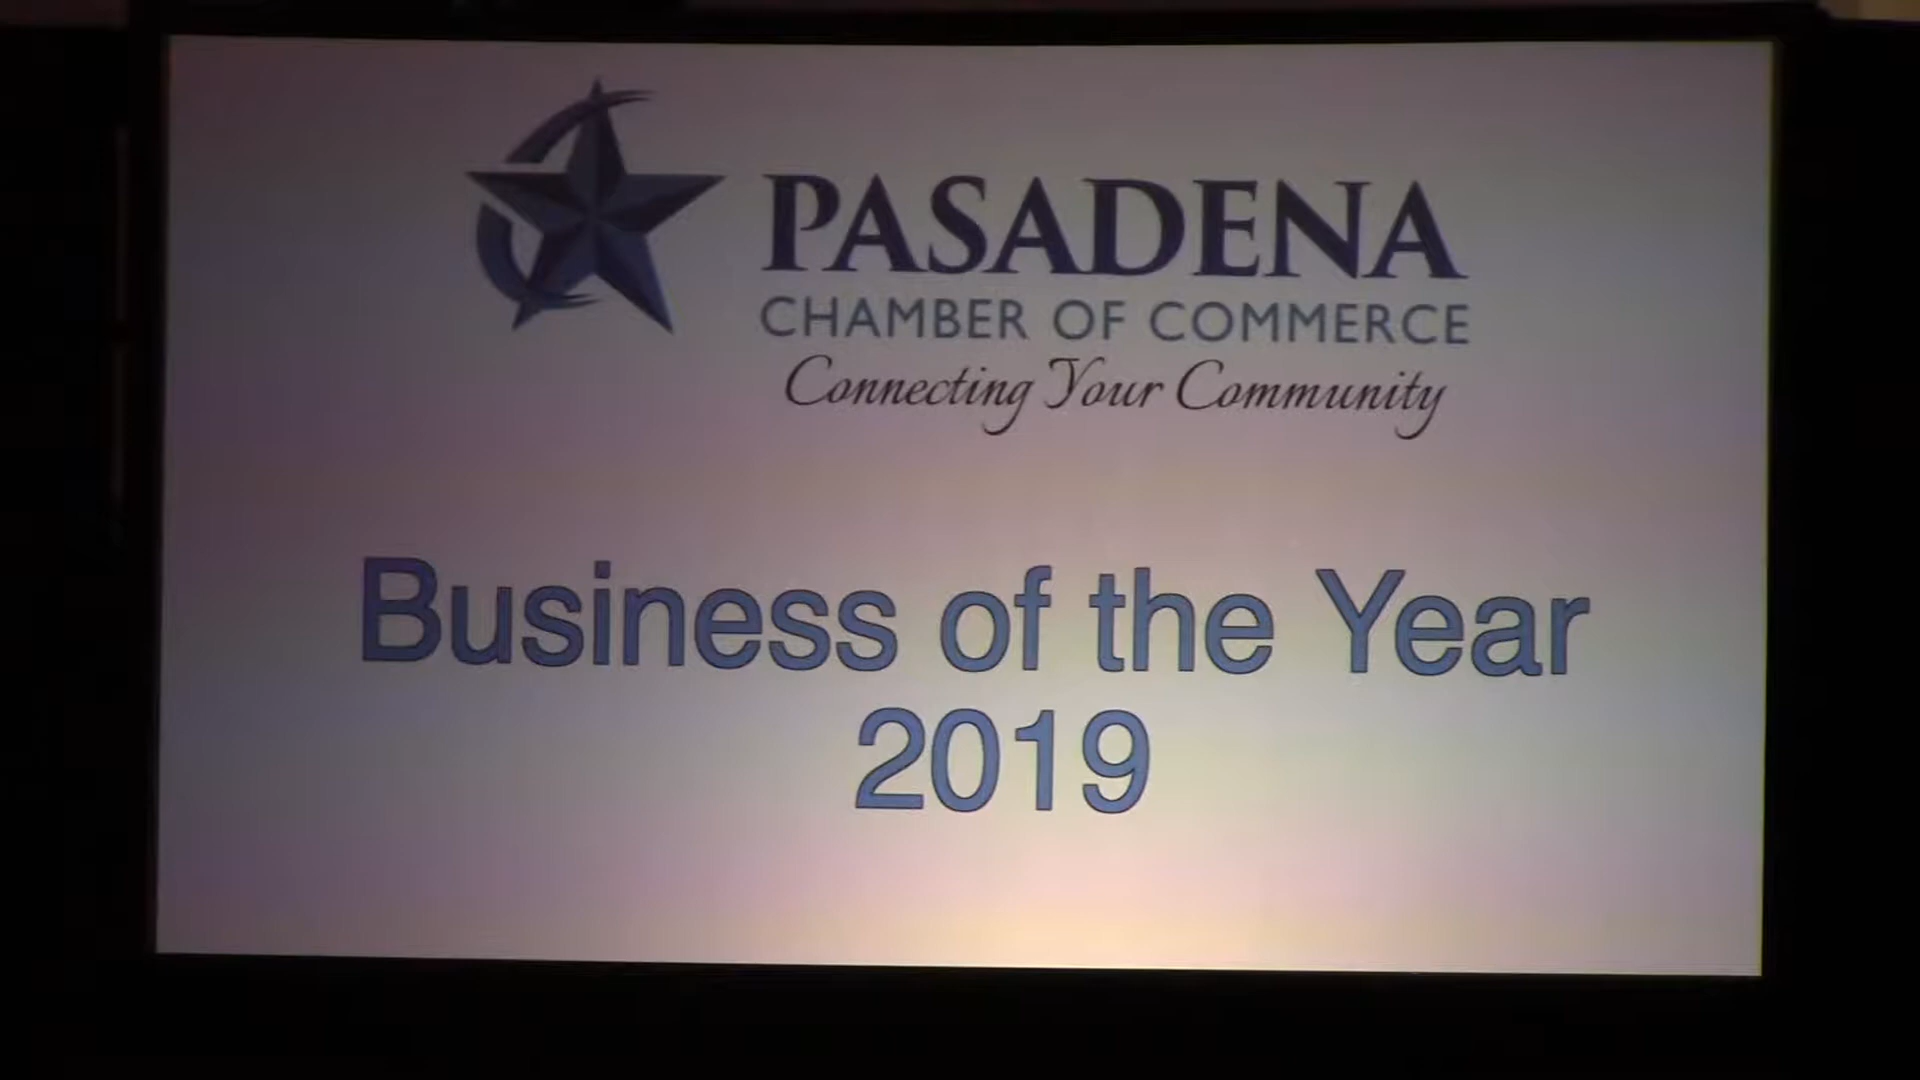 PASADENA
CHAMBER OF COMMERCE
Connecting Your Community
Business of the Year
2019